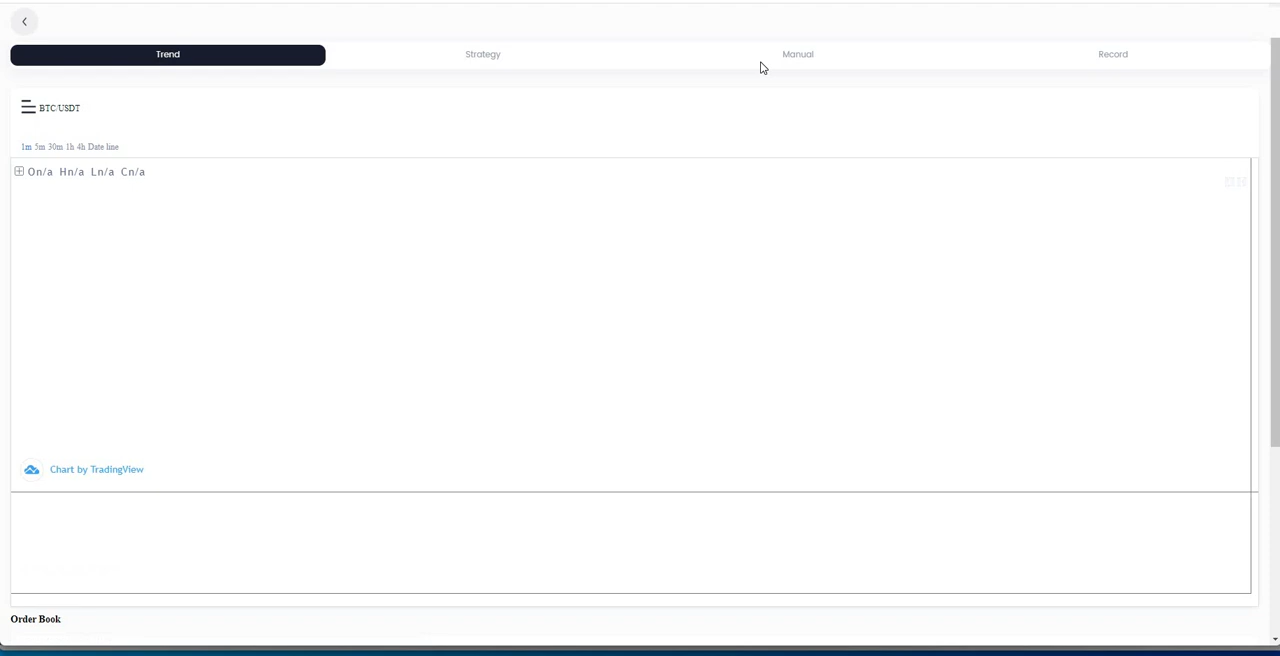 Trend Strategy Manual Record
BTC/USDT
1m 5m 30m 1h 4h Date line
On/a Hn/a Ln/a Cn/a
Chart by TradingView
Order Book